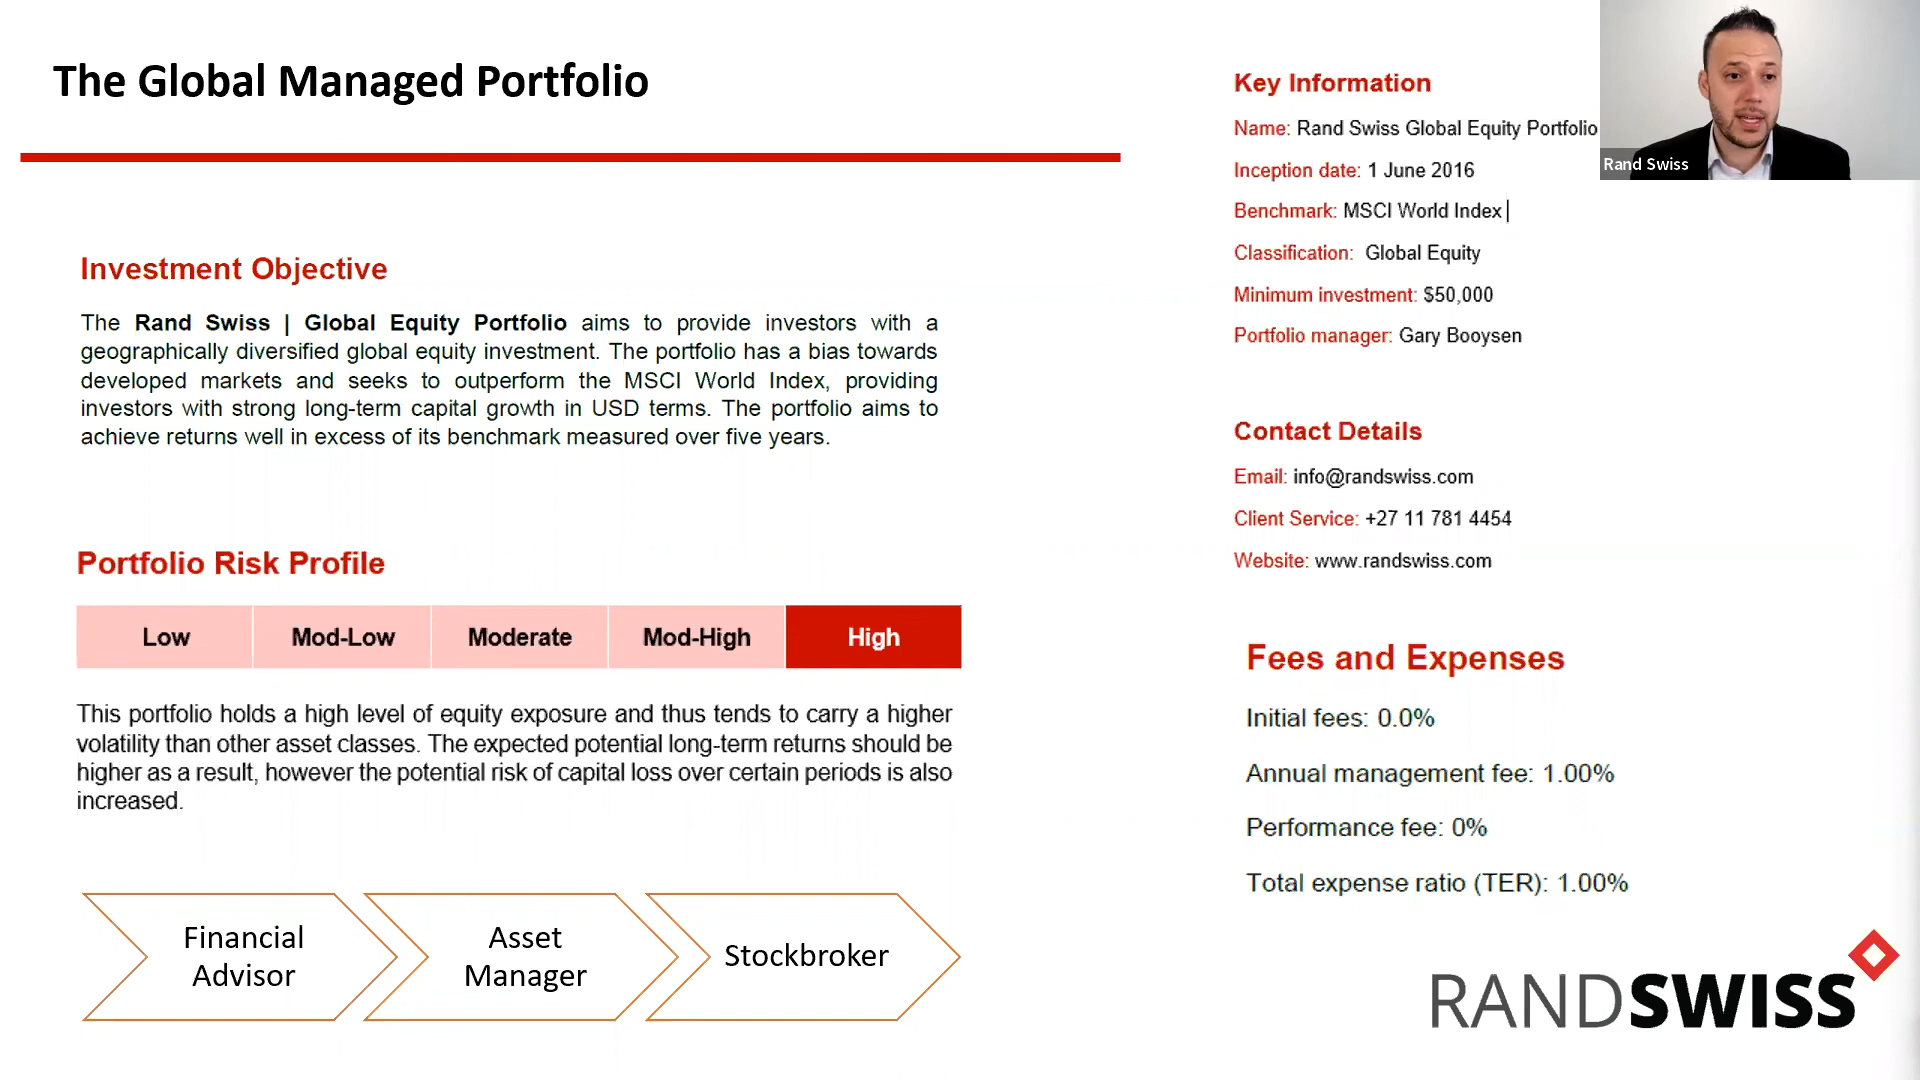 The Global Managed Portfolio
Investment Objective
The Rand Swiss | Global Equity Portfolio aims to provide investors with a
geographically diversified global equity investment. The portfolio has a bias towards
developed markets and seeks to outperform the MSCI World Index, providing
investors with strong long-term capital growth in USD terms. The portfolio aims to
achieve returns well in excess of its benchmark measured over five years.
Portfolio Risk Profile
Low Mod-Low Moderate Mod-High High
This portfolio holds a high level of equity exposure and thus tends to carry a higher
volatility than other asset classes. The expected potential long-term returns should be
higher as a result, however the potential risk of capital loss over certain periods is also
increased.
Financial
Advisor
Asset
Manager
Stockbroker
Key Information
Name: Rand Swiss Global Equity Portfolio
Inception date: 1 June 2016
Benchmark: MSCI World Index
Classification: Global Equity
Minimum investment: $50,000
Portfolio manager: Gary Booysen
Contact Details
Email: info@randswiss.com
Client Service: +27 11 781 4454
Website: www.randswiss.com
Fees and Expenses
Initial fees: 0.0%
Annual management fee: 1.00%
Performance fee: 0%
Total expense ratio (TER): 1.00%
RANDSWISS
Rand Swiss